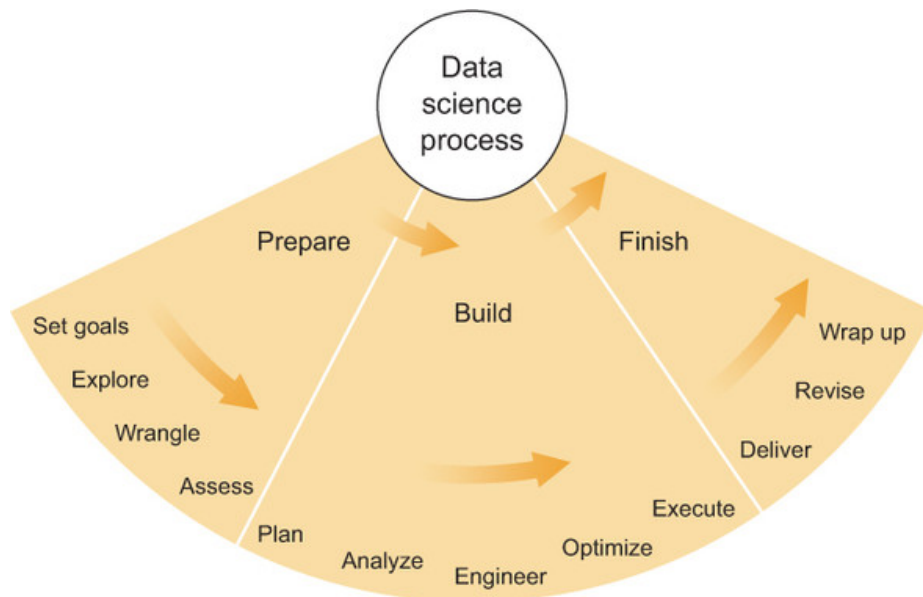 Data
science
process
Prepare
Set goals
Explore
Wrangle
Assess
Build
Plan
Analyze
Engineer
Optimize
Execute
Finish
Deliver
Revise
Wrap up